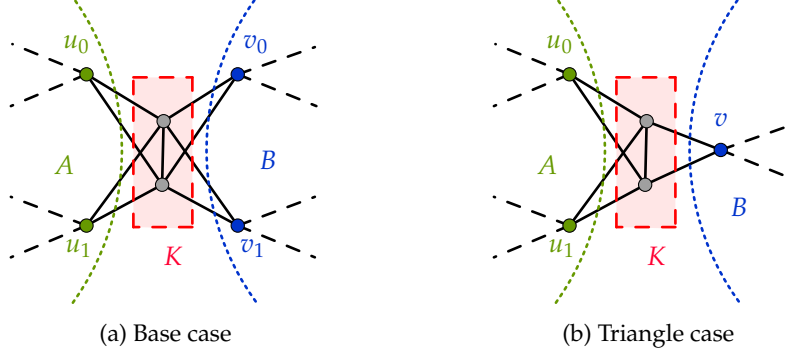 u₀ v₀
A B
u₁ v₁
K
(a) Base case
u₀ v
A B
u₁
K
(b) Triangle case